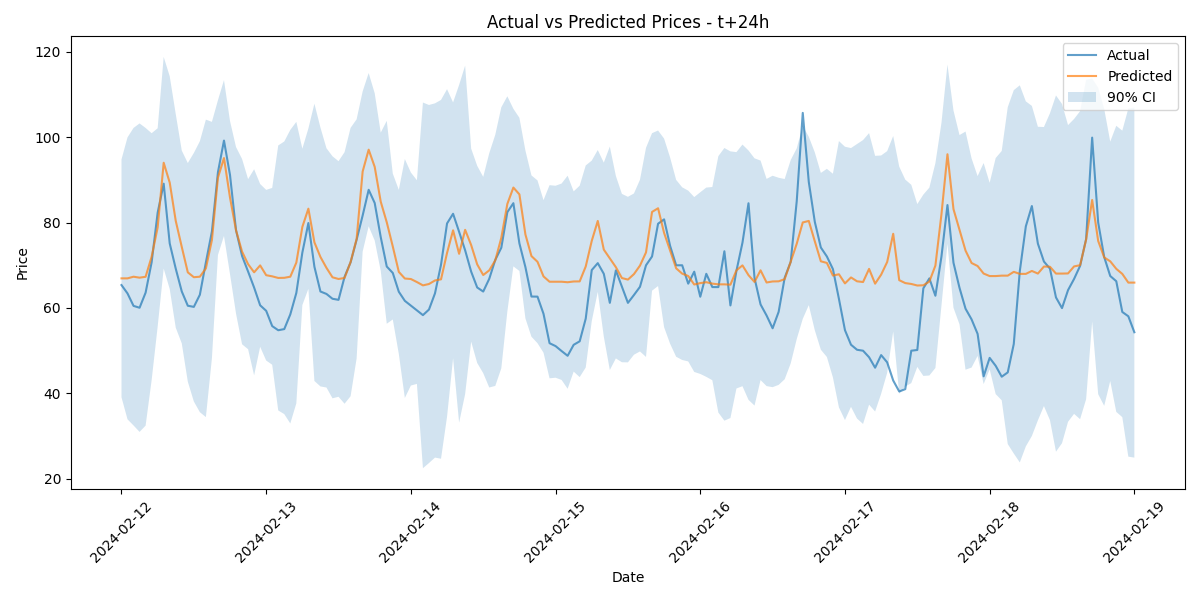 Actual vs Predicted Prices - t+24h
Actual
Predicted
90% CI
Price
120
100
80
60
40
20
2024-02-12
2024-02-13
2024-02-14
2024-02-15
2024-02-16
2024-02-17
2024-02-18
2024-02-19
Date